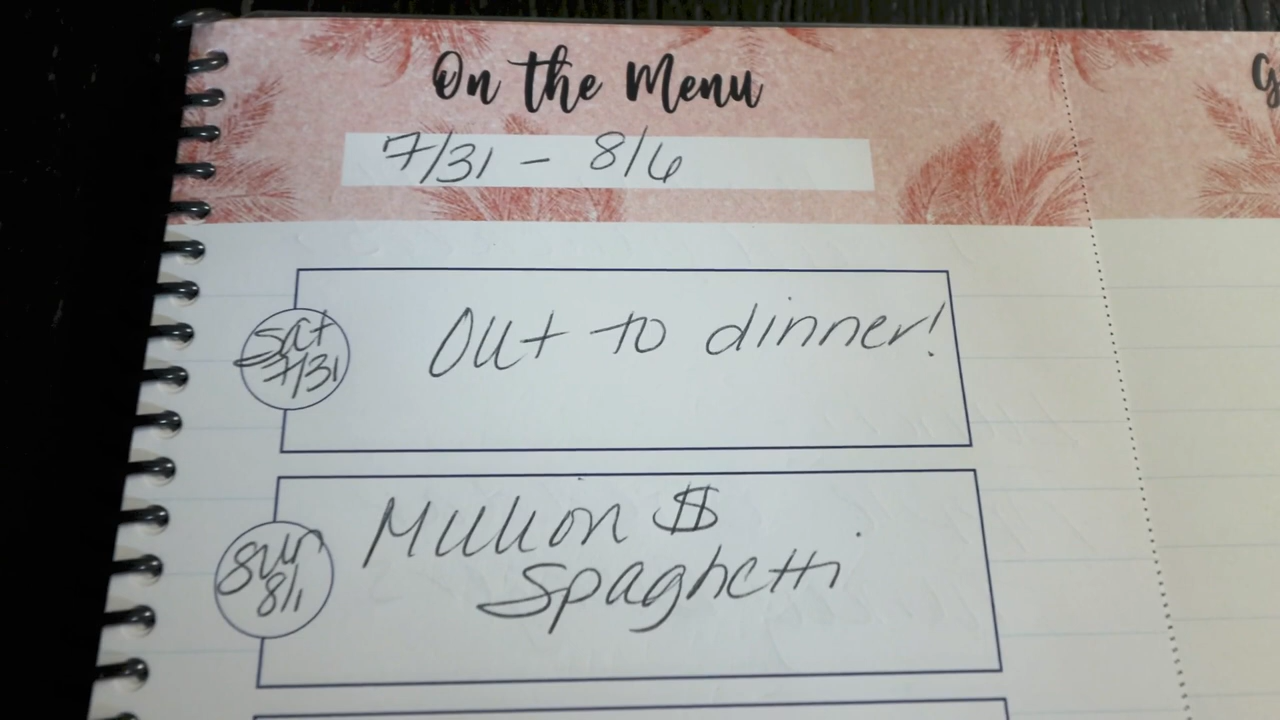 On the Menu
7/31 - 8/6
Sat
7/31
Out to dinner!
Sun
8/1
Million $
Spaghetti